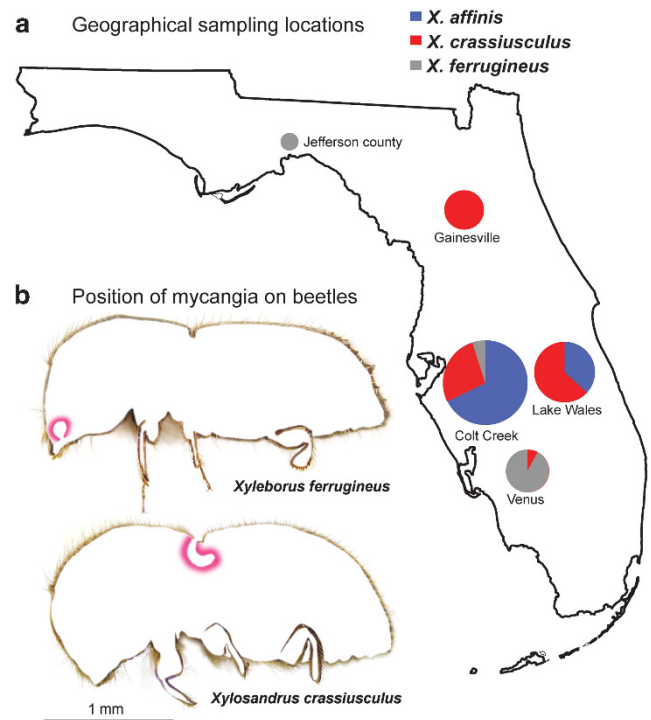 a Geographical sampling locations
X. affinis
X. crassiusculus
X. ferrugineus
Jefferson county
Gainesville
Lake Wales
Colt Creek
Venus
b Position of mycangia on beetles
Xyleborus ferrugineus
Xylosandrus crassiusculus
1 mm